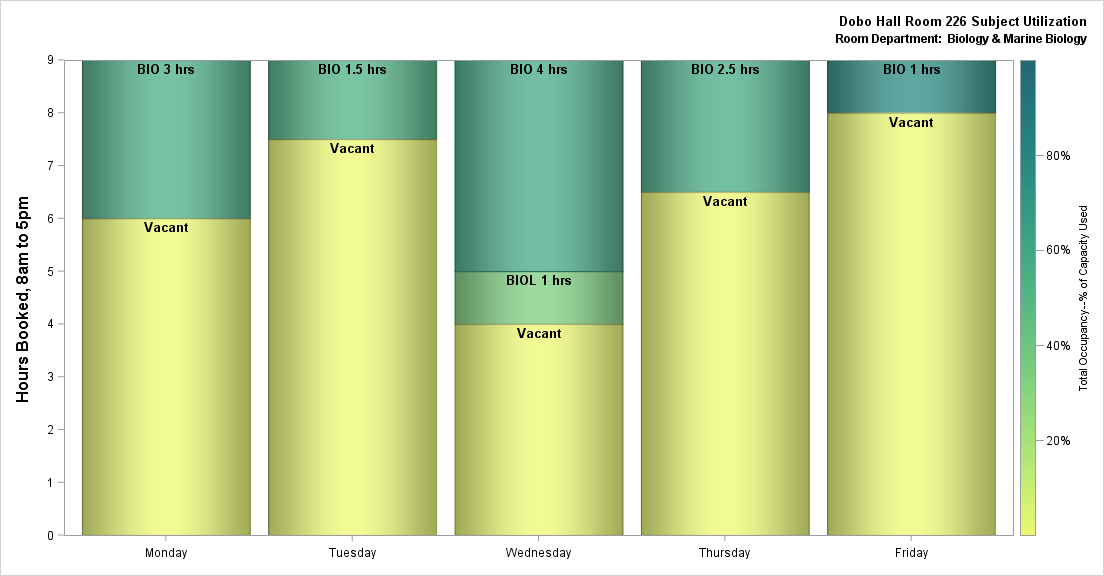 Dobo Hall Room 226 Subject Utilization
Room Department: Biology & Marine Biology
Hours Booked, 8am to 5pm
9
8
7
6
5
4
3
2
1
0
BIO 3 hrs
Vacant
BIO 1.5 hrs
Vacant
BIO 4 hrs
BIOL 1 hrs
Vacant
BIO 2.5 hrs
Vacant
BIO 1 hrs
Vacant
Monday
Tuesday
Wednesday
Thursday
Friday
80%
60%
40%
20%
Total Occupancy--% of Capacity Used